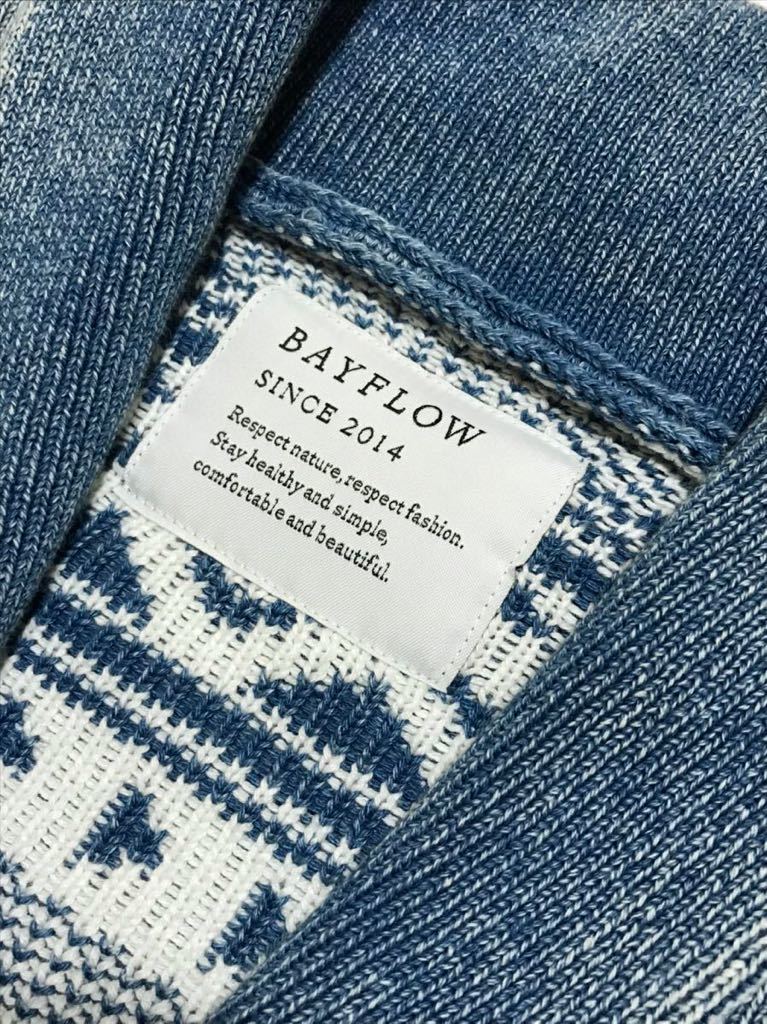 BAYFLOW
SINCE 2014
Respect nature, respect fashion.
Stay healthy and simple,
comfortable and beautiful.